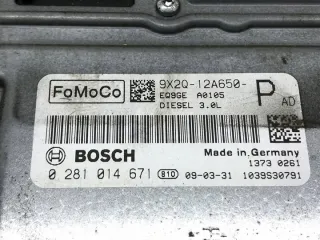 FoMoCo
9X2Q-12A650- P AD
EQ9GE A0105
DIESEL 3.0L
BOSCH Made in Germany
1373 0261
0 281 014 671 810 09-03-31 1039S30791